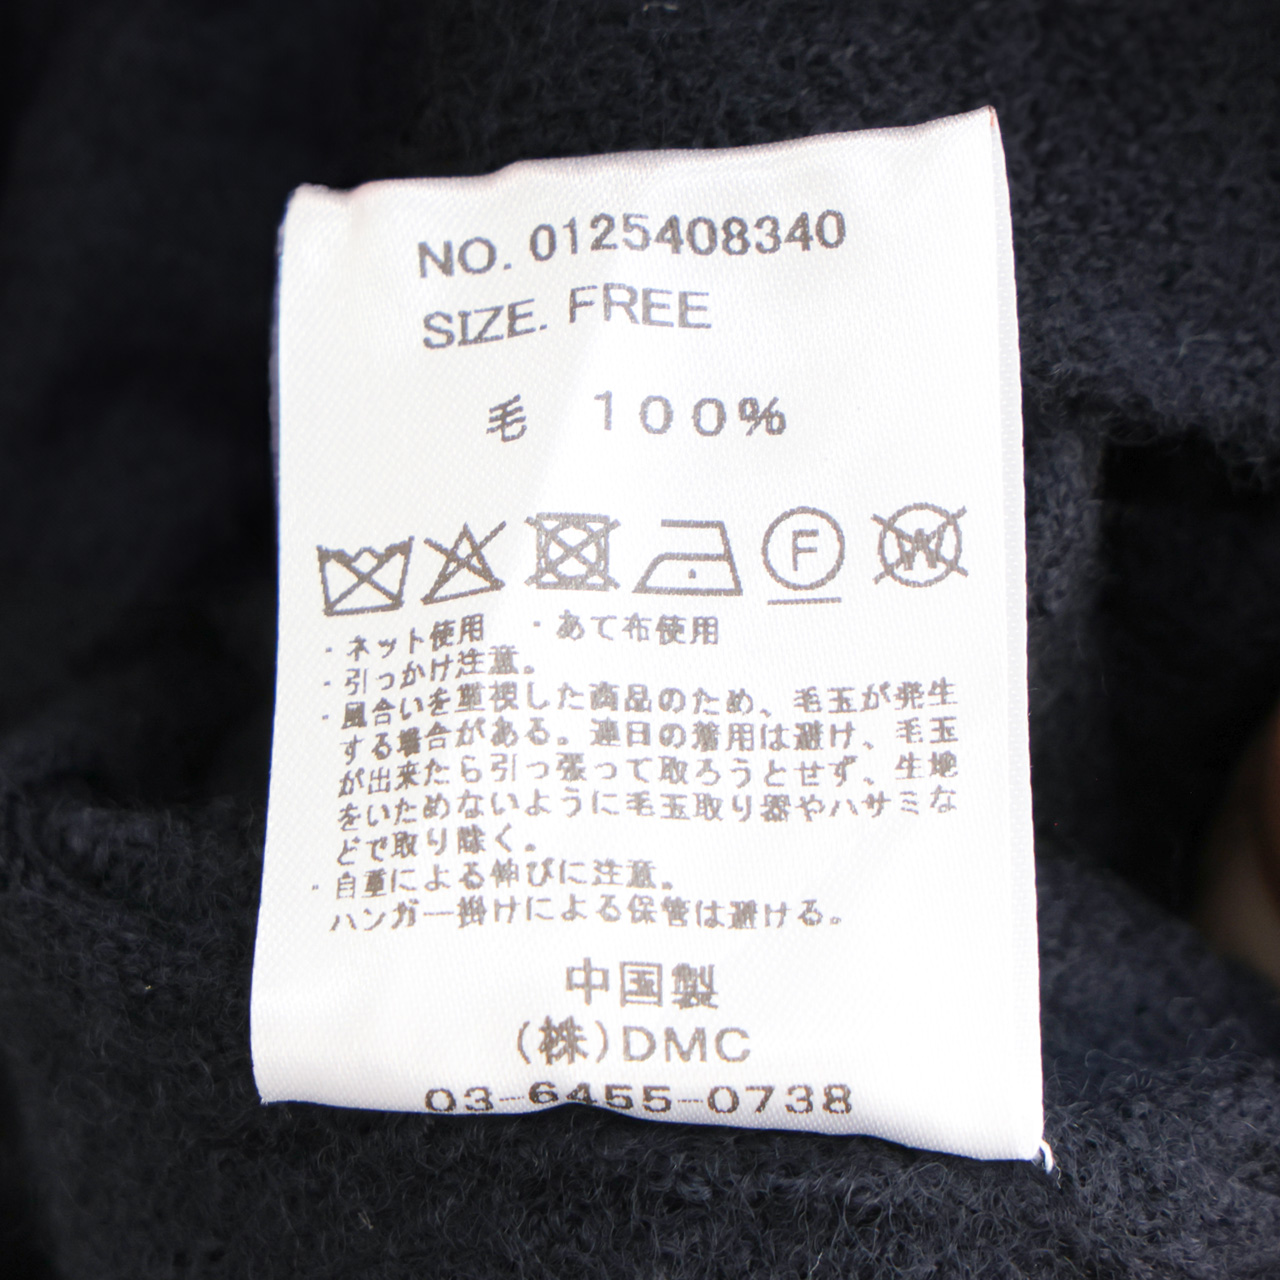 NO. 0125408340
SIZE. FREE
毛 100%
F W
・ネット使用 ・あて布使用
・引っかけ注意。
・風合いを重視した商品のため、毛玉が発生
する場合がある。連日の着用は避け、毛玉
が出来たら引っ張って取ろうとせず、生地
をいためないように毛玉取り器やハサミな
どで取り除く。
・自重による伸びに注意。
ハンガー掛けによる保管は避ける。
中国製
(株)DMC
03-6455-0738